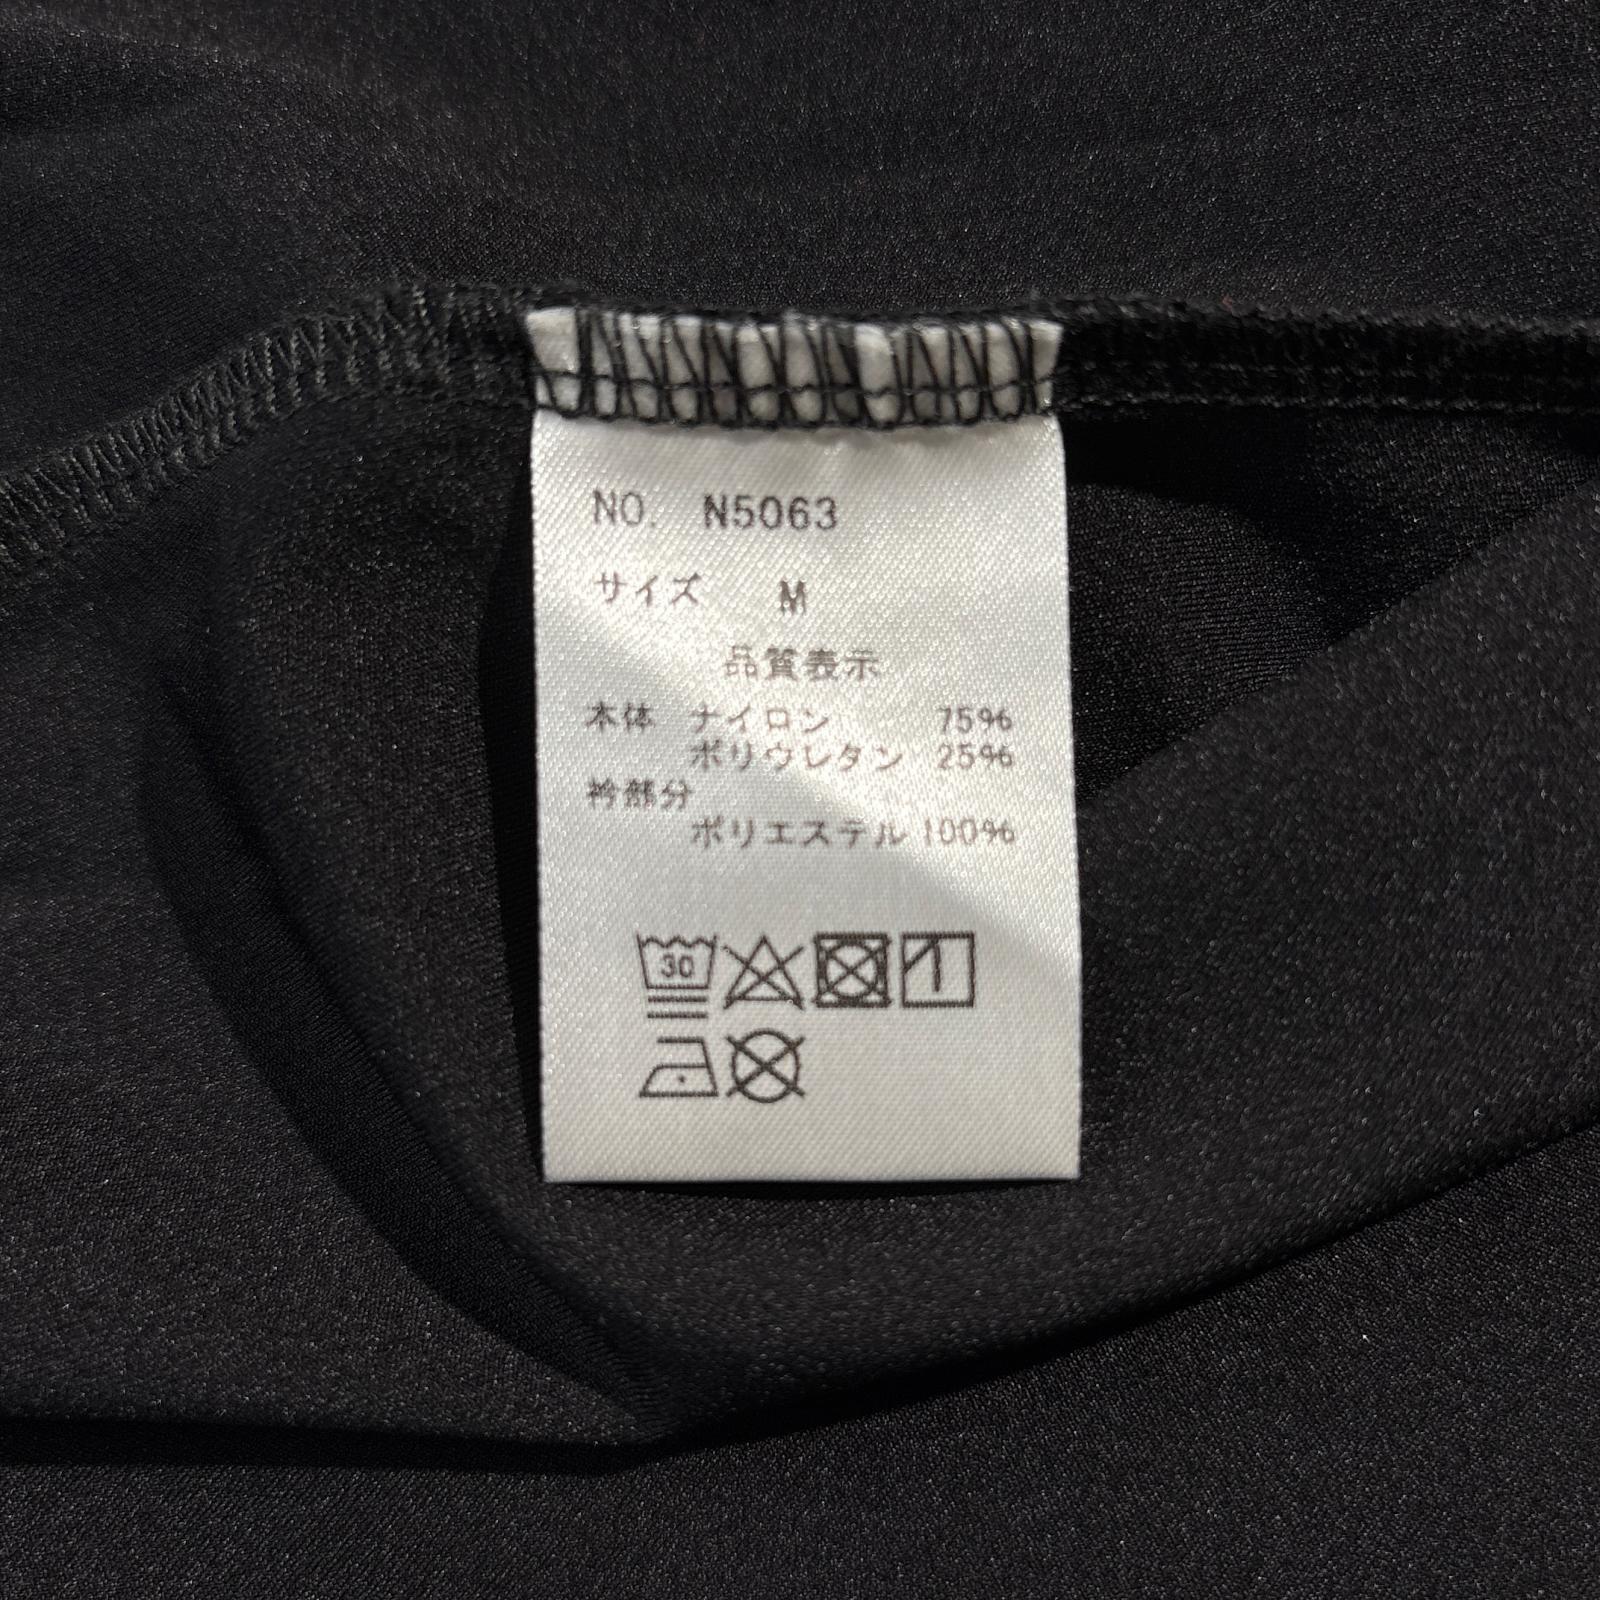 NO. N5063
サイズ M
品質表示
本体 ナイロン 75%
ポリウレタン 25%
衿部分
ポリエステル 100%
30